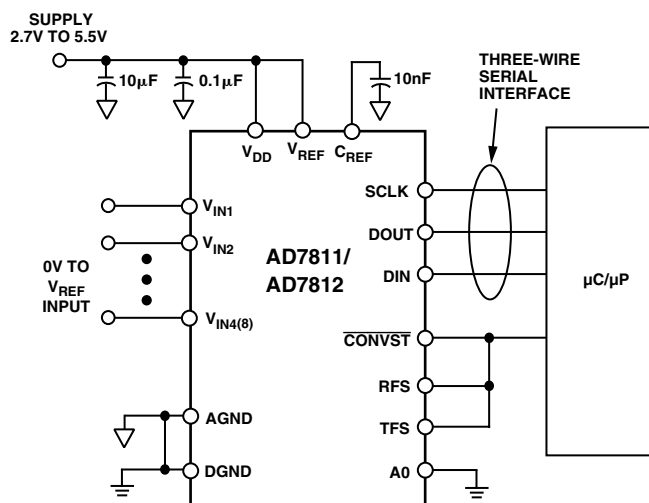 SUPPLY
2.7V TO 5.5V
10μF
0.1μF
10nF
THREE-WIRE
SERIAL
INTERFACE
VDD
VREF
CREF
SCLK
DOUT
DIN
CONVST
RFS
TFS
A0
VIN1
VIN2
VIN4(8)
0V TO
VREF
INPUT
AGND
DGND
AD7811/
AD7812
μC/μP